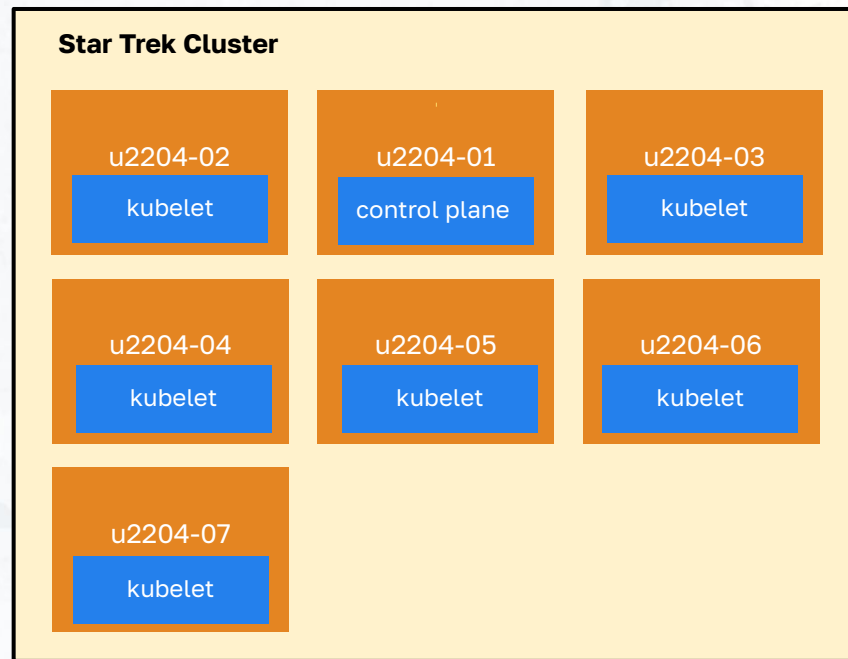 Star Trek Cluster
u2204-02
kubelet
u2204-01
control plane
u2204-03
kubelet
u2204-04
kubelet
u2204-05
kubelet
u2204-06
kubelet
u2204-07
kubelet